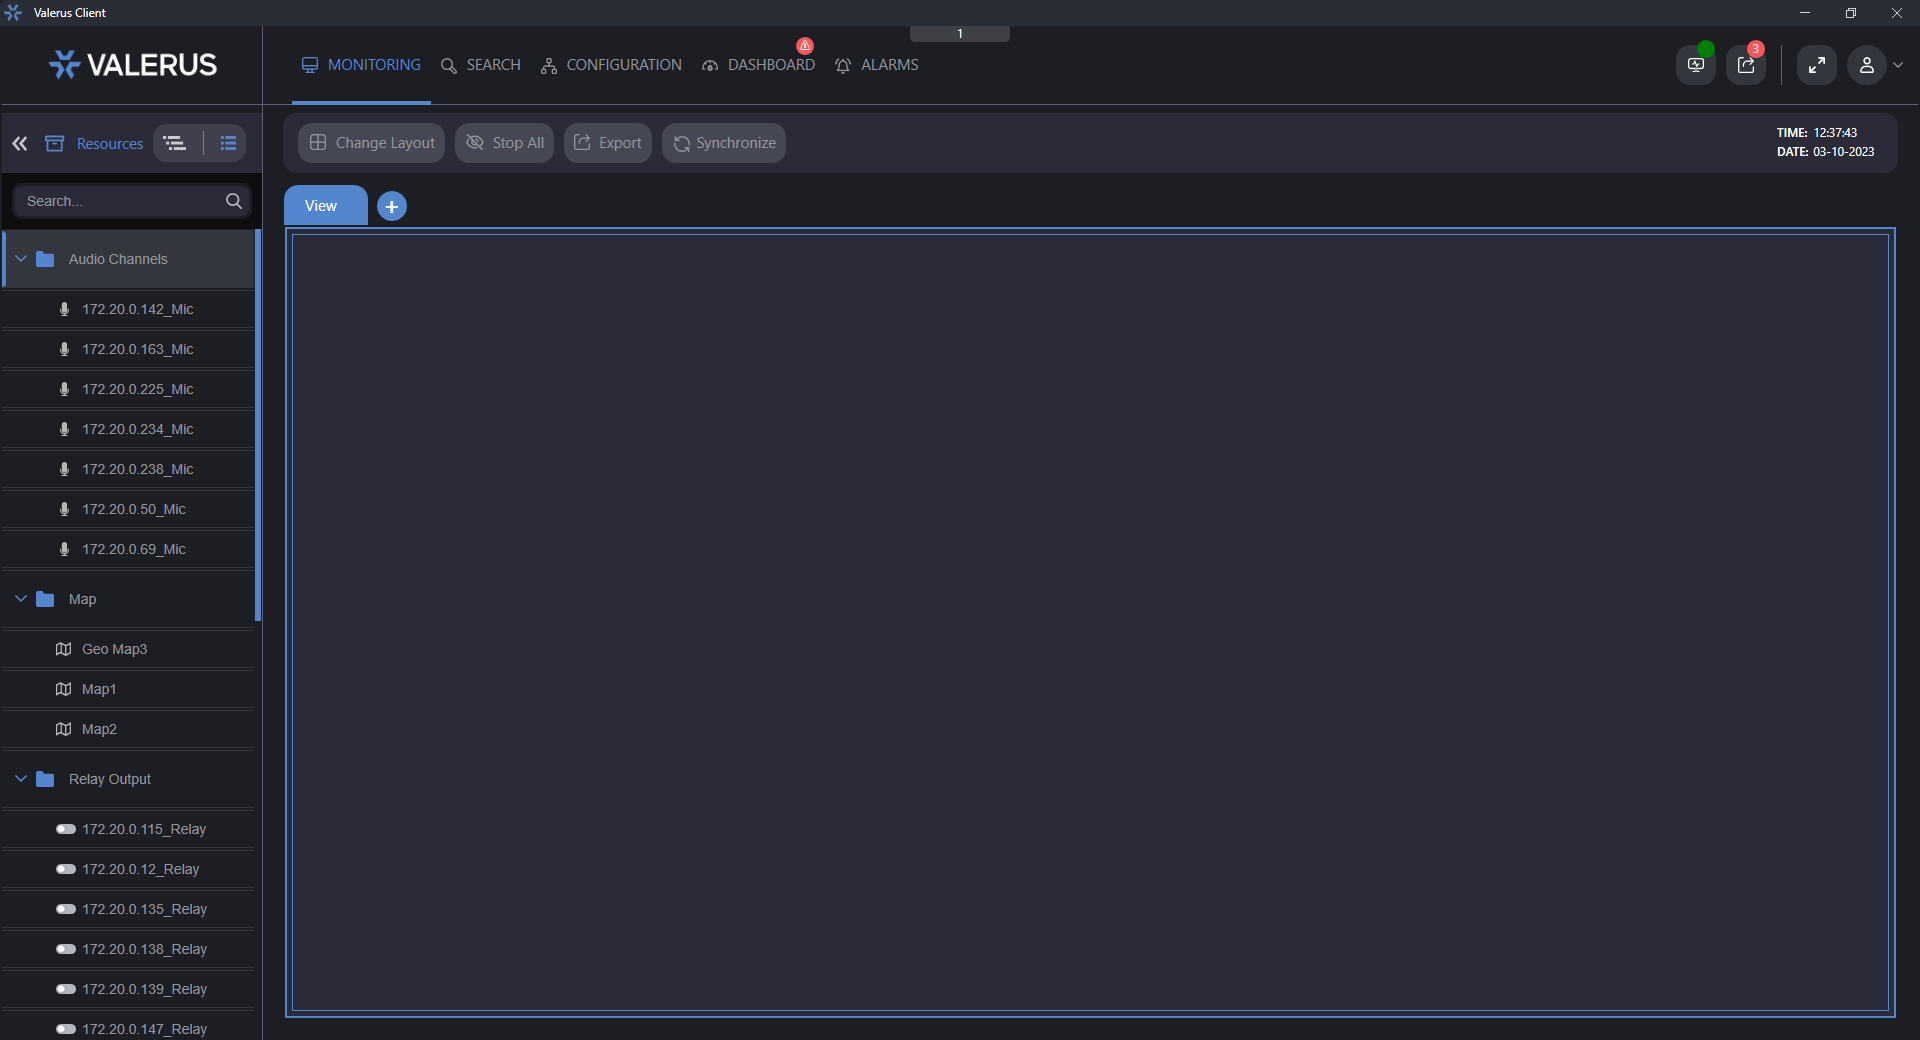 Valerus Client
1
VALERUS
MONITORING SEARCH CONFIGURATION DASHBOARD ALARMS
3
Resources
Change Layout Stop All Export Synchronize
TIME: 12:37:43
DATE: 03-10-2023
Search...
View
Audio Channels
172.20.0.142_Mic
172.20.0.163_Mic
172.20.0.225_Mic
172.20.0.234_Mic
172.20.0.238_Mic
172.20.0.50_Mic
172.20.0.69_Mic
Map
Geo Map3
Map1
Map2
Relay Output
172.20.0.115_Relay
172.20.0.12_Relay
172.20.0.135_Relay
172.20.0.138_Relay
172.20.0.139_Relay
172.20.0.147_Relay